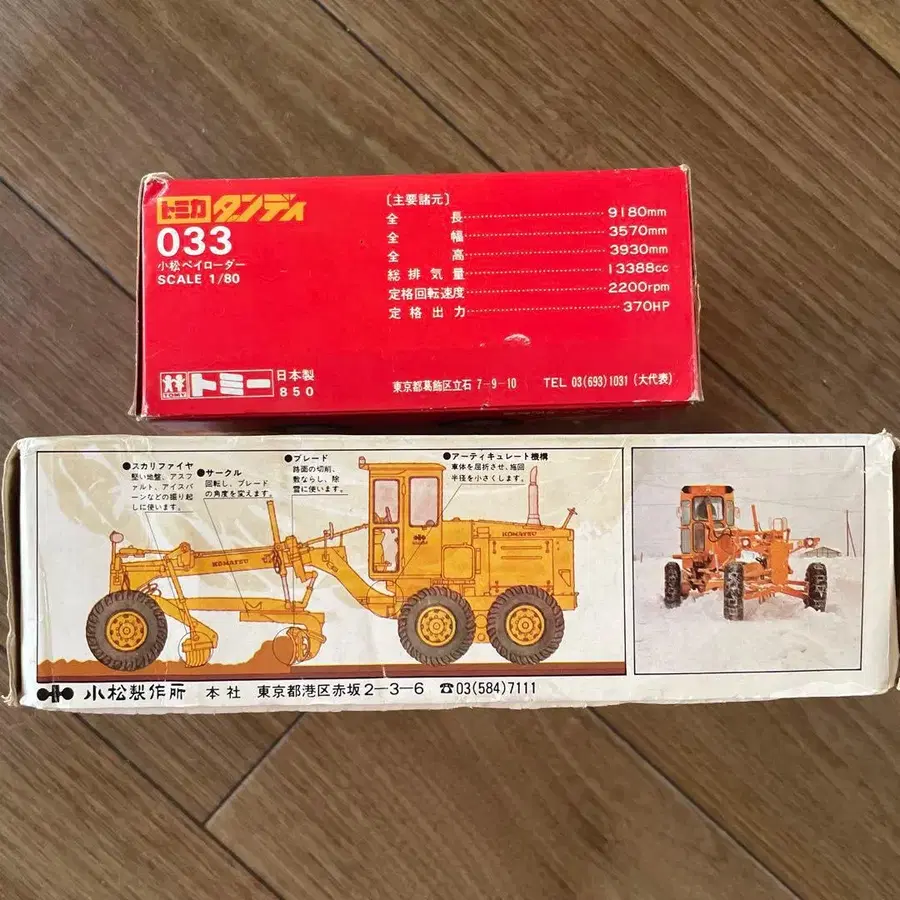 トミカ ダンディ
033
小松ペイローダー
SCALE 1/80
〔主要諸元〕
全長 9180mm
全幅 3570mm
全高 3930mm
総排気量 13388cc
定格回転速度 2200rpm
定格出力 370HP
トミー
日本製
850
東京都葛飾区立石 7-9-10 TEL 03(693)1031 (大代表)
●スカリファイヤ
堅い地盤、アスフ
ァルト、アイスバ
ーンなどの掘り起
しに使います。
●サークル
回転し、ブレード
の角度を変えます。
●ブレード
路面の切削、
敷ならし、除
雪に使います。
●アーティキュレート機構
車体を屈折させ、旋回
半径を小さくします。
KOMATSU
KOMATSU
小松製作所 本社 東京都港区赤坂2-3-6 ☎03(584)7111